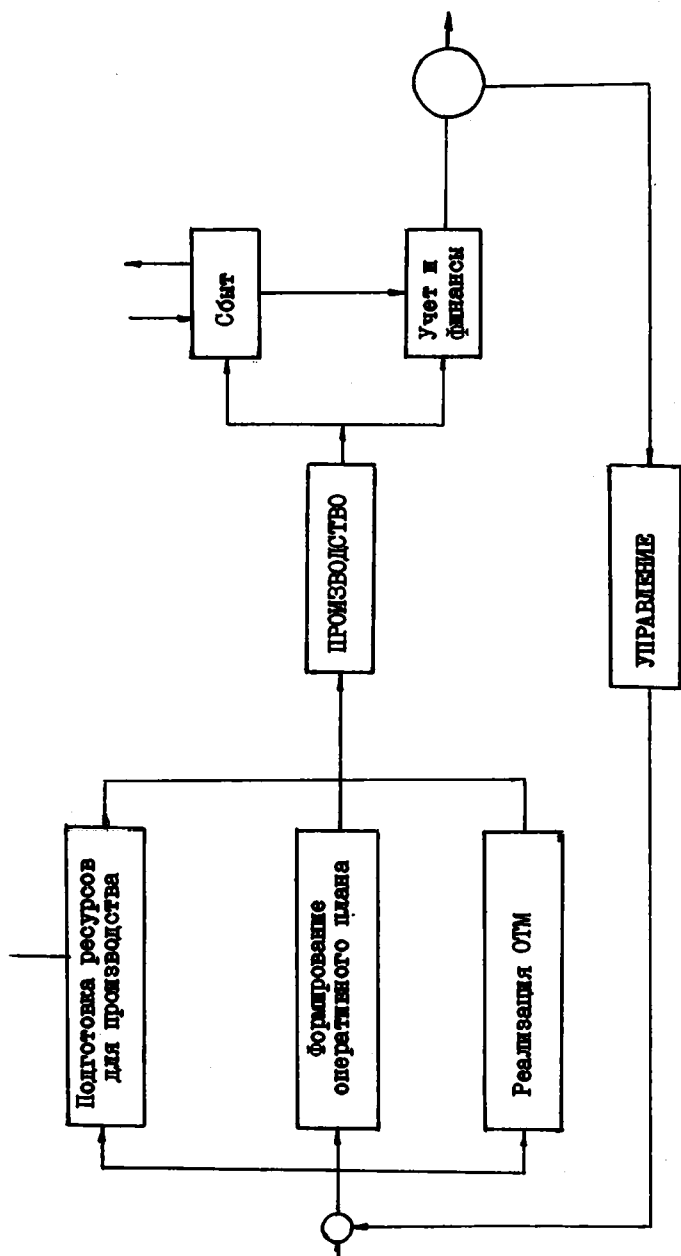 Подготовка ресурсов
для производства
Формирование
оперативного плана
Реализация ОТМ
ПРОИЗВОДСТВО
Сбыт
Учет и
финансы
УПРАВЛЕНИЕ